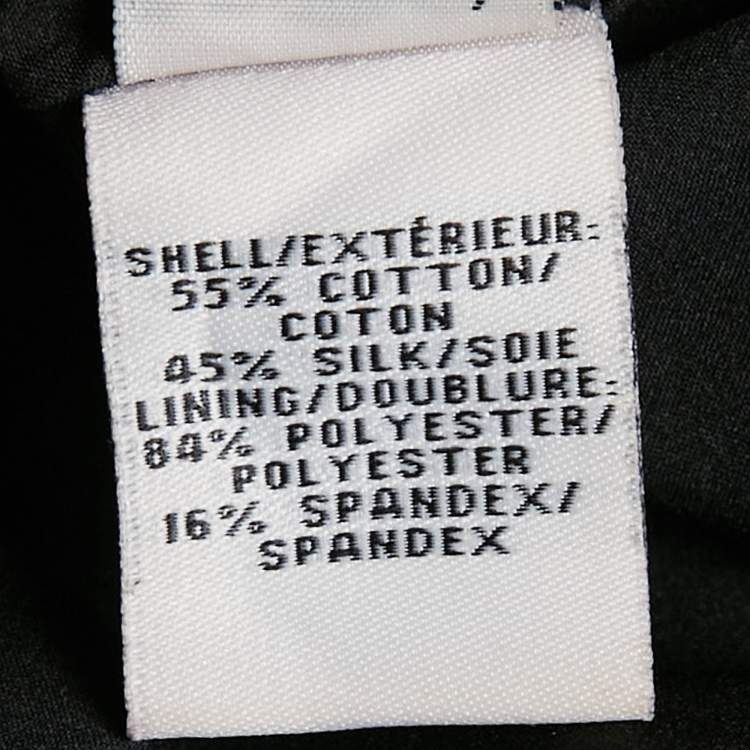 SHELL/EXTÉRIEUR:
55% COTTON/
COTON
45% SILK/SOIE
LINING/DOUBLURE:
84% POLYESTER/
POLYESTER
16% SPANDEX/
SPANDEX